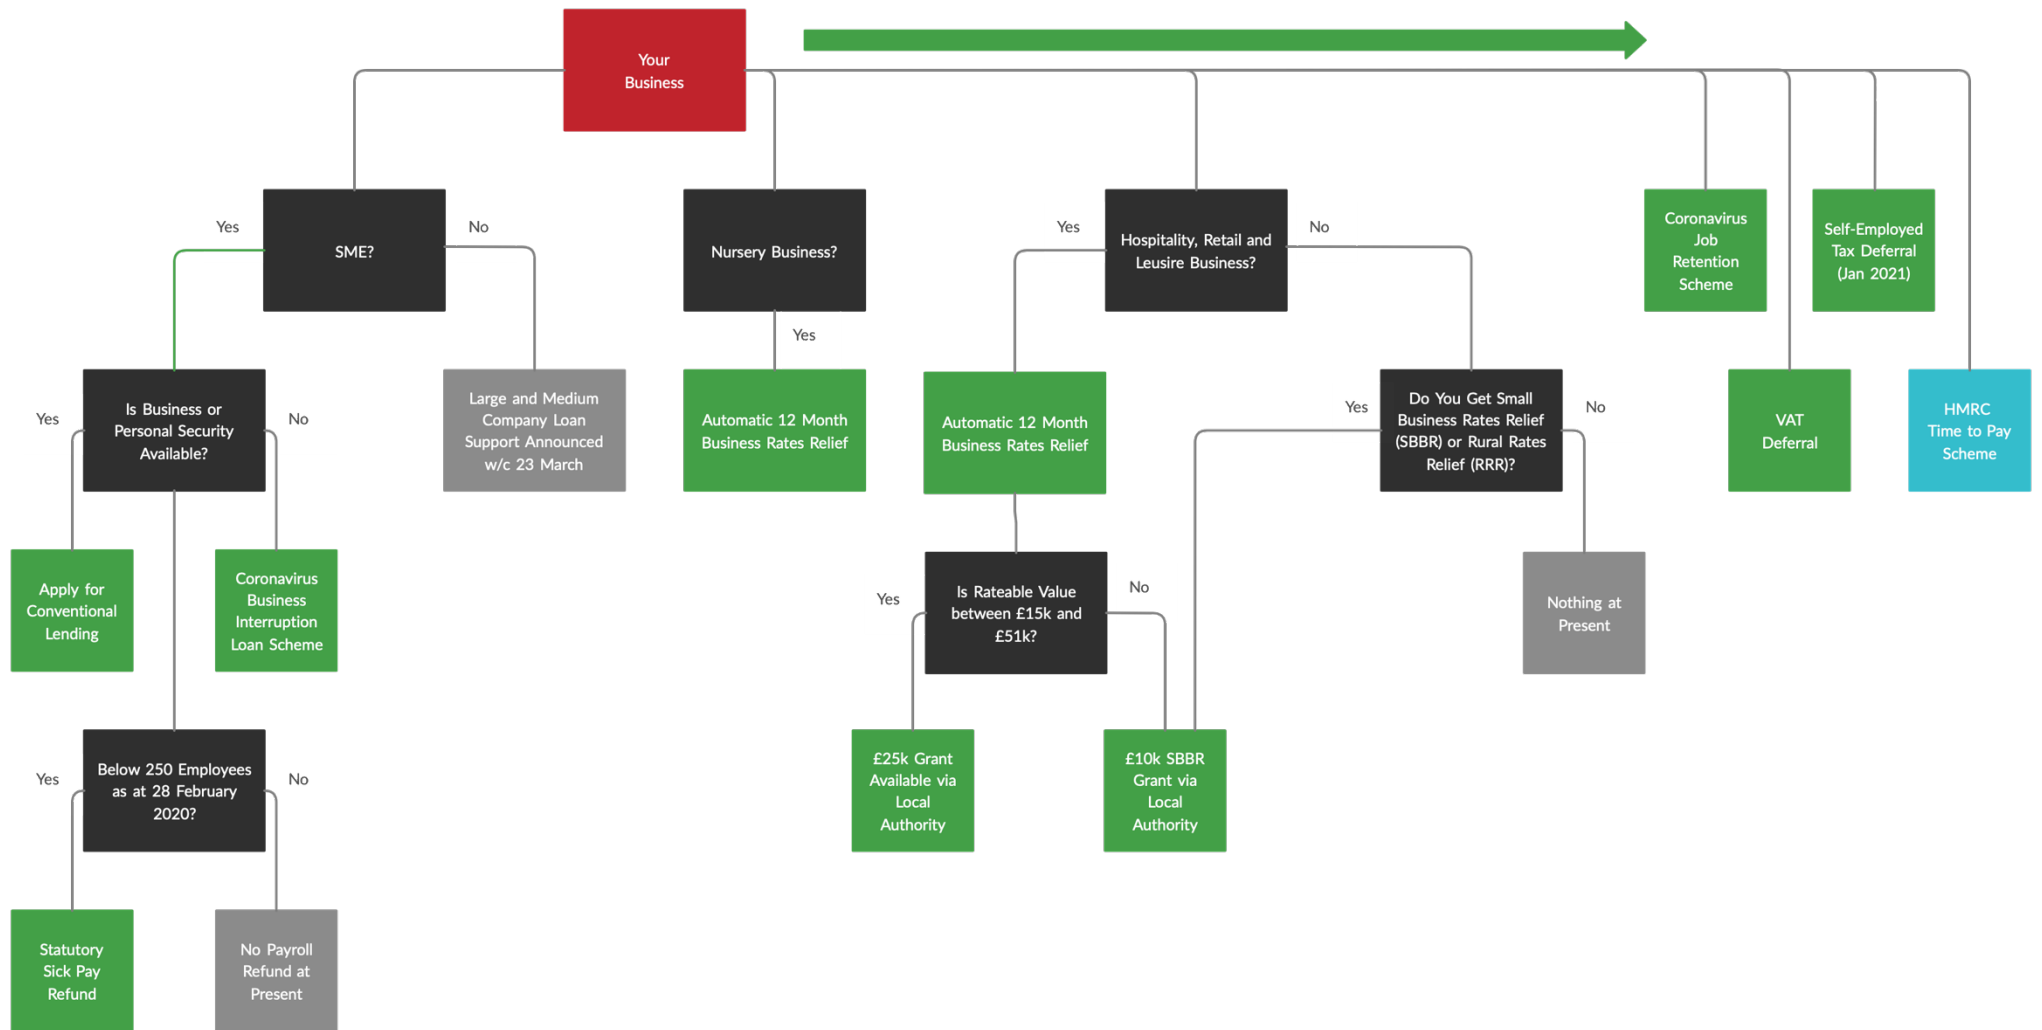 Your
Business
Yes
SME?
No
Nursery Business?
Yes
Yes
Hospitality, Retail and
Leusire Business?
No
Coronavirus
Job
Retention
Scheme
Self-Employed
Tax Deferral
(Jan 2021)
Yes
Is Business or
Personal Security
Available?
No
Large and Medium
Company Loan
Support Announced
w/c 23 March
Automatic 12 Month
Business Rates Relief
Automatic 12 Month
Business Rates Relief
Yes
Do You Get Small
Business Rates Relief
(SBBR) or Rural Rates
Relief (RRR)?
No
VAT
Deferral
HMRC
Time to Pay
Scheme
Apply for
Conventional
Lending
Coronavirus
Business
Interruption
Loan Scheme
Yes
Is Rateable Value
between £15k and
£51k?
No
Nothing at
Present
Yes
Below 250 Employees
as at 28 February
2020?
No
£25k Grant
Available via
Local
Authority
£10k SBBR
Grant via
Local
Authority
Statutory
Sick Pay
Refund
No Payroll
Refund at
Present